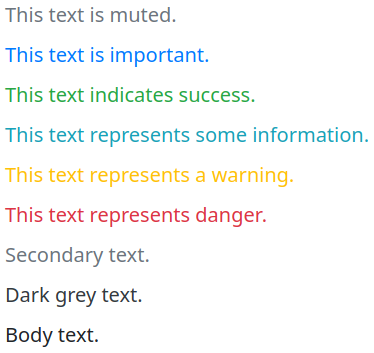 This text is muted.
This text is important.
This text indicates success.
This text represents some information.
This text represents a warning.
This text represents danger.
Secondary text.
Dark grey text.
Body text.